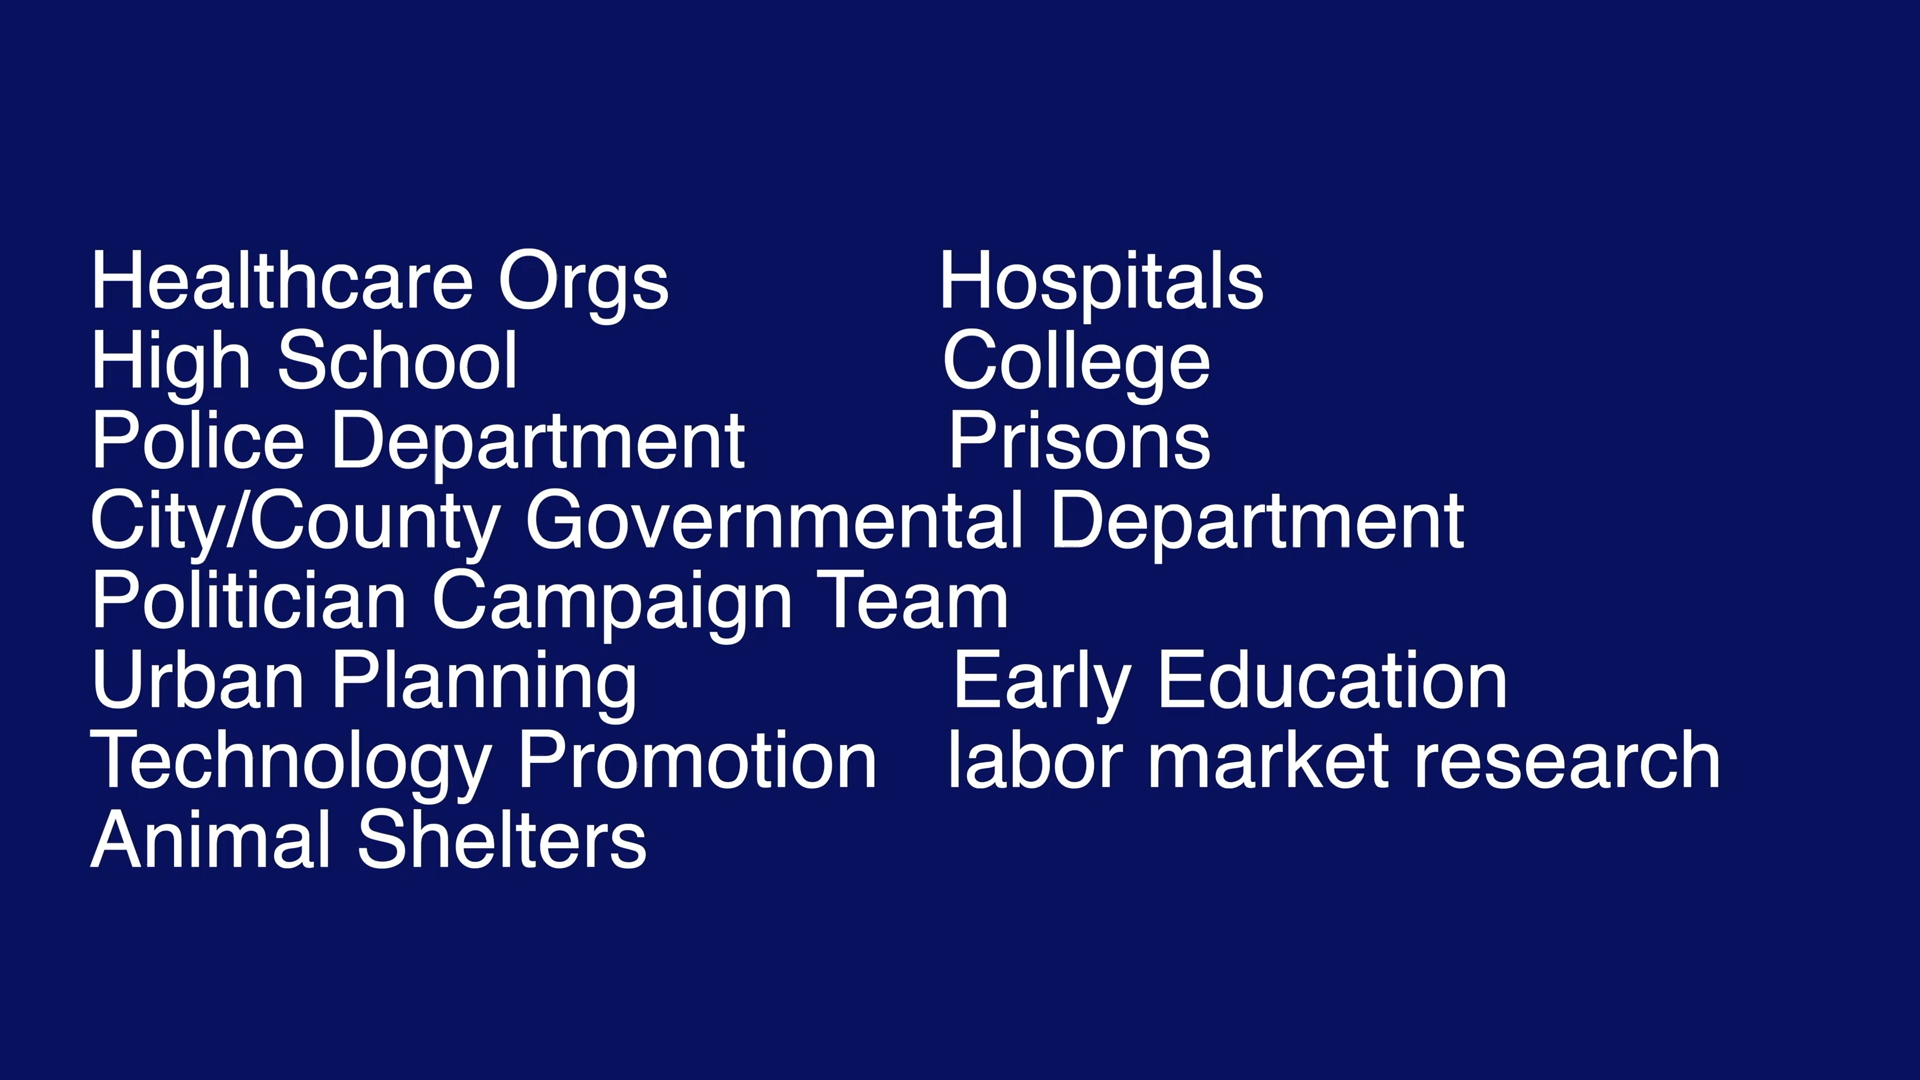 Healthcare Orgs Hospitals
High School College
Police Department Prisons
City/County Governmental Department
Politician Campaign Team
Urban Planning Early Education
Technology Promotion labor market research
Animal Shelters